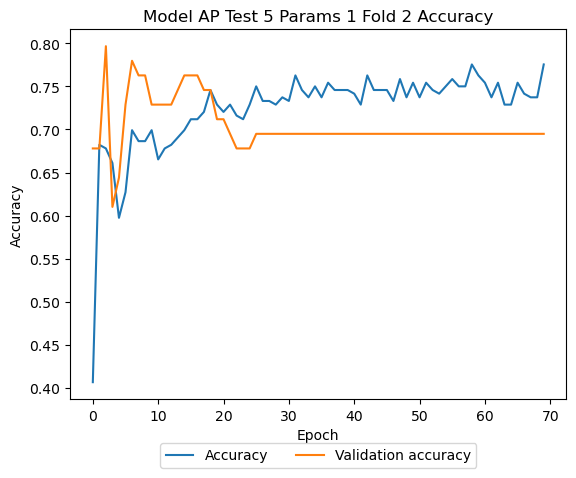 Model AP Test 5 Params 1 Fold 2 Accuracy
0.80
0.75
0.70
0.65
0.60
0.55
0.50
0.45
0.40
Accuracy
0 10 20 30 40 50 60 70
Epoch
Accuracy Validation accuracy